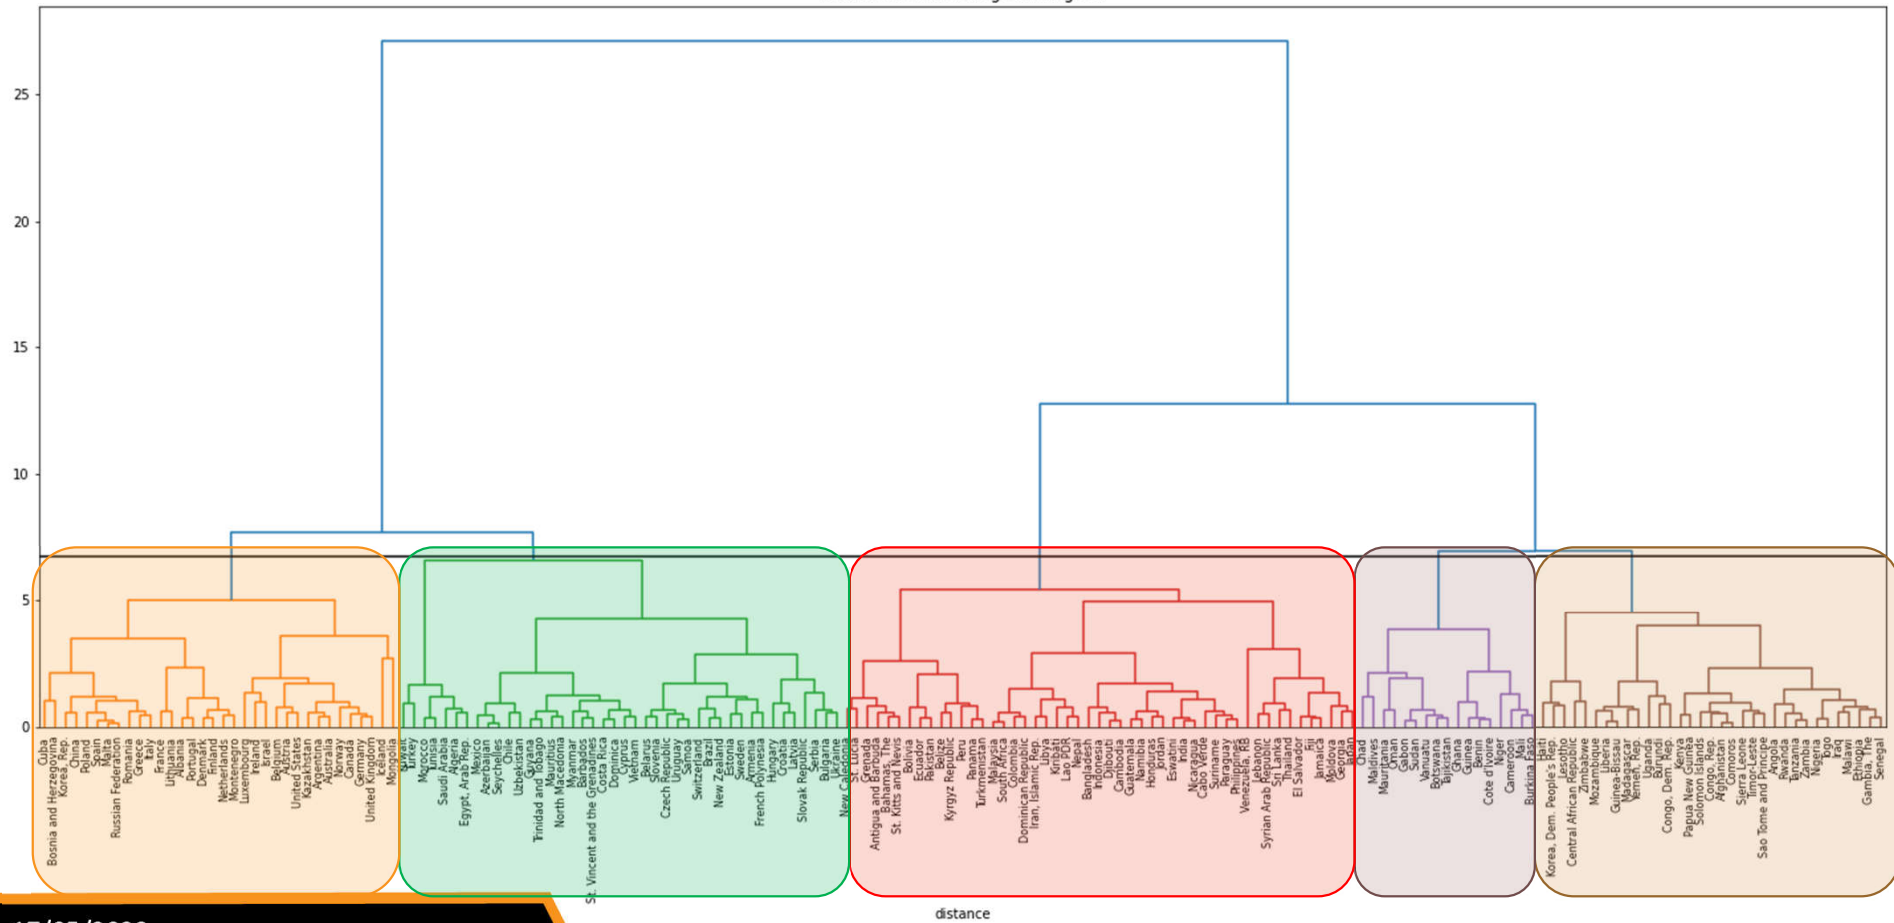 25
20
15
10
5
0
Cuba
Bosnia and Herzegovina
Korea, Rep.
China
Poland
Spain
Malta
Russian Federation
Romania
Greece
Italy
France
Lithuania
Albania
Portugal
Denmark
Finland
Netherlands
Montenegro
Luxembourg
Ireland
Israel
Belgium
Austria
United States
Kazakhstan
Argentina
Australia
Norway
Canada
Germany
United Kingdom
Iceland
Mongolia
Kuwait
Turkey
Morocco
Tunisia
Saudi Arabia
Algeria
Egypt, Arab Rep.
Mexico
Azerbaijan
Seychelles
Chile
Uzbekistan
Guyana
Trinidad and Tobago
Mauritius
North Macedonia
Myanmar
Barbados
St. Vincent and the Grenadines
Costa Rica
Dominica
Cyprus
Vietnam
Belarus
Slovenia
Czech Republic
Uruguay
Samoa
Switzerland
Brazil
New Zealand
Estonia
Sweden
Armenia
French Polynesia
Hungary
Croatia
Latvia
Slovak Republic
Serbia
Bulgaria
Ukraine
New Caledonia
St. Lucia
Grenada
Antigua and Barbuda
Bahamas, The
St. Kitts and Nevis
Bolivia
Ecuador
Pakistan
Belize
Kyrgyz Republic
Peru
Panama
Turkmenistan
Malaysia
South Africa
Colombia
Dominican Republic
Iran, Islamic Rep.
Libya
Kiribati
Lao PDR
Nepal
Bangladesh
Indonesia
Djibouti
Cambodia
Guatemala
Namibia
Honduras
Jordan
Eswatini
India
Nicaragua
Cabo Verde
Suriname
Paraguay
Philippines
Venezuela, RB
Lebanon
Syrian Arab Republic
Sri Lanka
Thailand
El Salvador
Fiji
Jamaica
Moldova
Georgia
Japan
Chad
Maldives
Mauritania
Oman
Gabon
Sudan
Vanuatu
Botswana
Tajikistan
Ghana
Guinea
Benin
Cote d'Ivoire
Niger
Cameroon
Mali
Burkina Faso
Haiti
Korea, Dem. People's Rep.
Lesotho
Central African Republic
Zimbabwe
Mozambique
Liberia
Guinea-Bissau
Madagascar
Yemen, Rep.
Uganda
Burundi
Congo, Dem. Rep.
Kenya
Papua New Guinea
Solomon Islands
Congo, Rep.
Afghanistan
Comoros
Sierra Leone
Timor-Leste
Sao Tome and Principe
Angola
Rwanda
Tanzania
Zambia
Nigeria
Togo
Iraq
Malawi
Ethiopia
Gambia, The
Senegal
distance